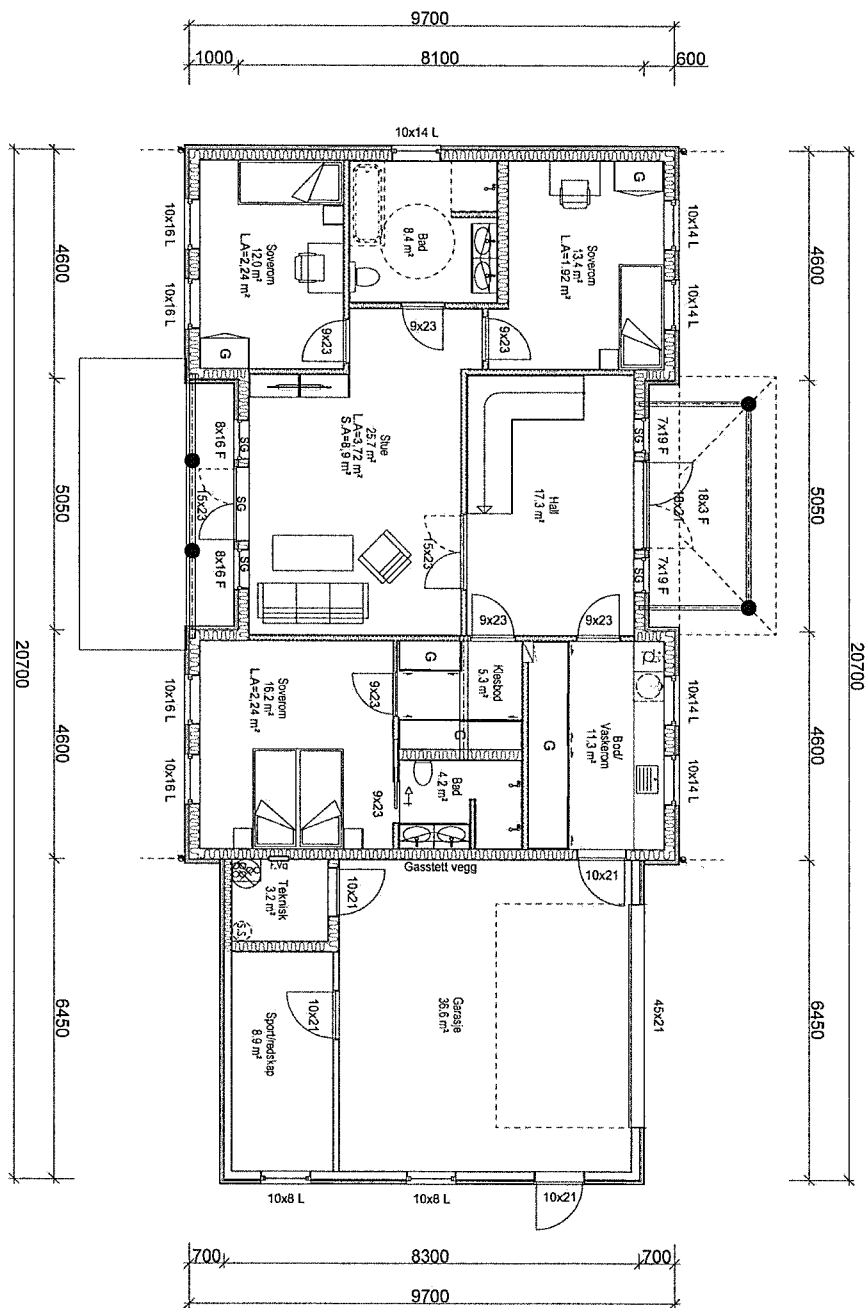 9700
1000
8100
600
10x14 L
4600
5050
4600
6450
20700
4600
5050
4600
6450
20700
10x16 L
10x16 L
Soverom
12.0 m²
L.A=2,24 m²
G
9x23
Bad
8.4 m²
9x23
Soverom
13.4 m²
L.A=1.92 m²
G
9x23
10x14 L
10x14 L
8x16 F
15x23
8x16 F
SG
SG
SG
Stue
25.7 m²
L.A=3,72 m²
S.A=8,9 m²
15x23
Hall
17.3 m²
SG
SG
7x19 F
18x3 F
18x21
7x19 F
9x23
9x23
10x16 L
10x16 L
Soverom
16.2 m²
L.A=2,24 m²
9x23
9x23
G
Klesbod
5.3 m²
G
Bad
4.2 m²
G
Bod/
Vaskerom
11.3 m²
10x14 L
10x14 L
Gasstett vegg
Teknisk
3.2 m²
S.S
10x21
10x21
Sport/redskap
8.9 m²
10x21
Garasje
36.6 m²
45x21
10x8 L
10x8 L
10x21
700
8300
700
9700